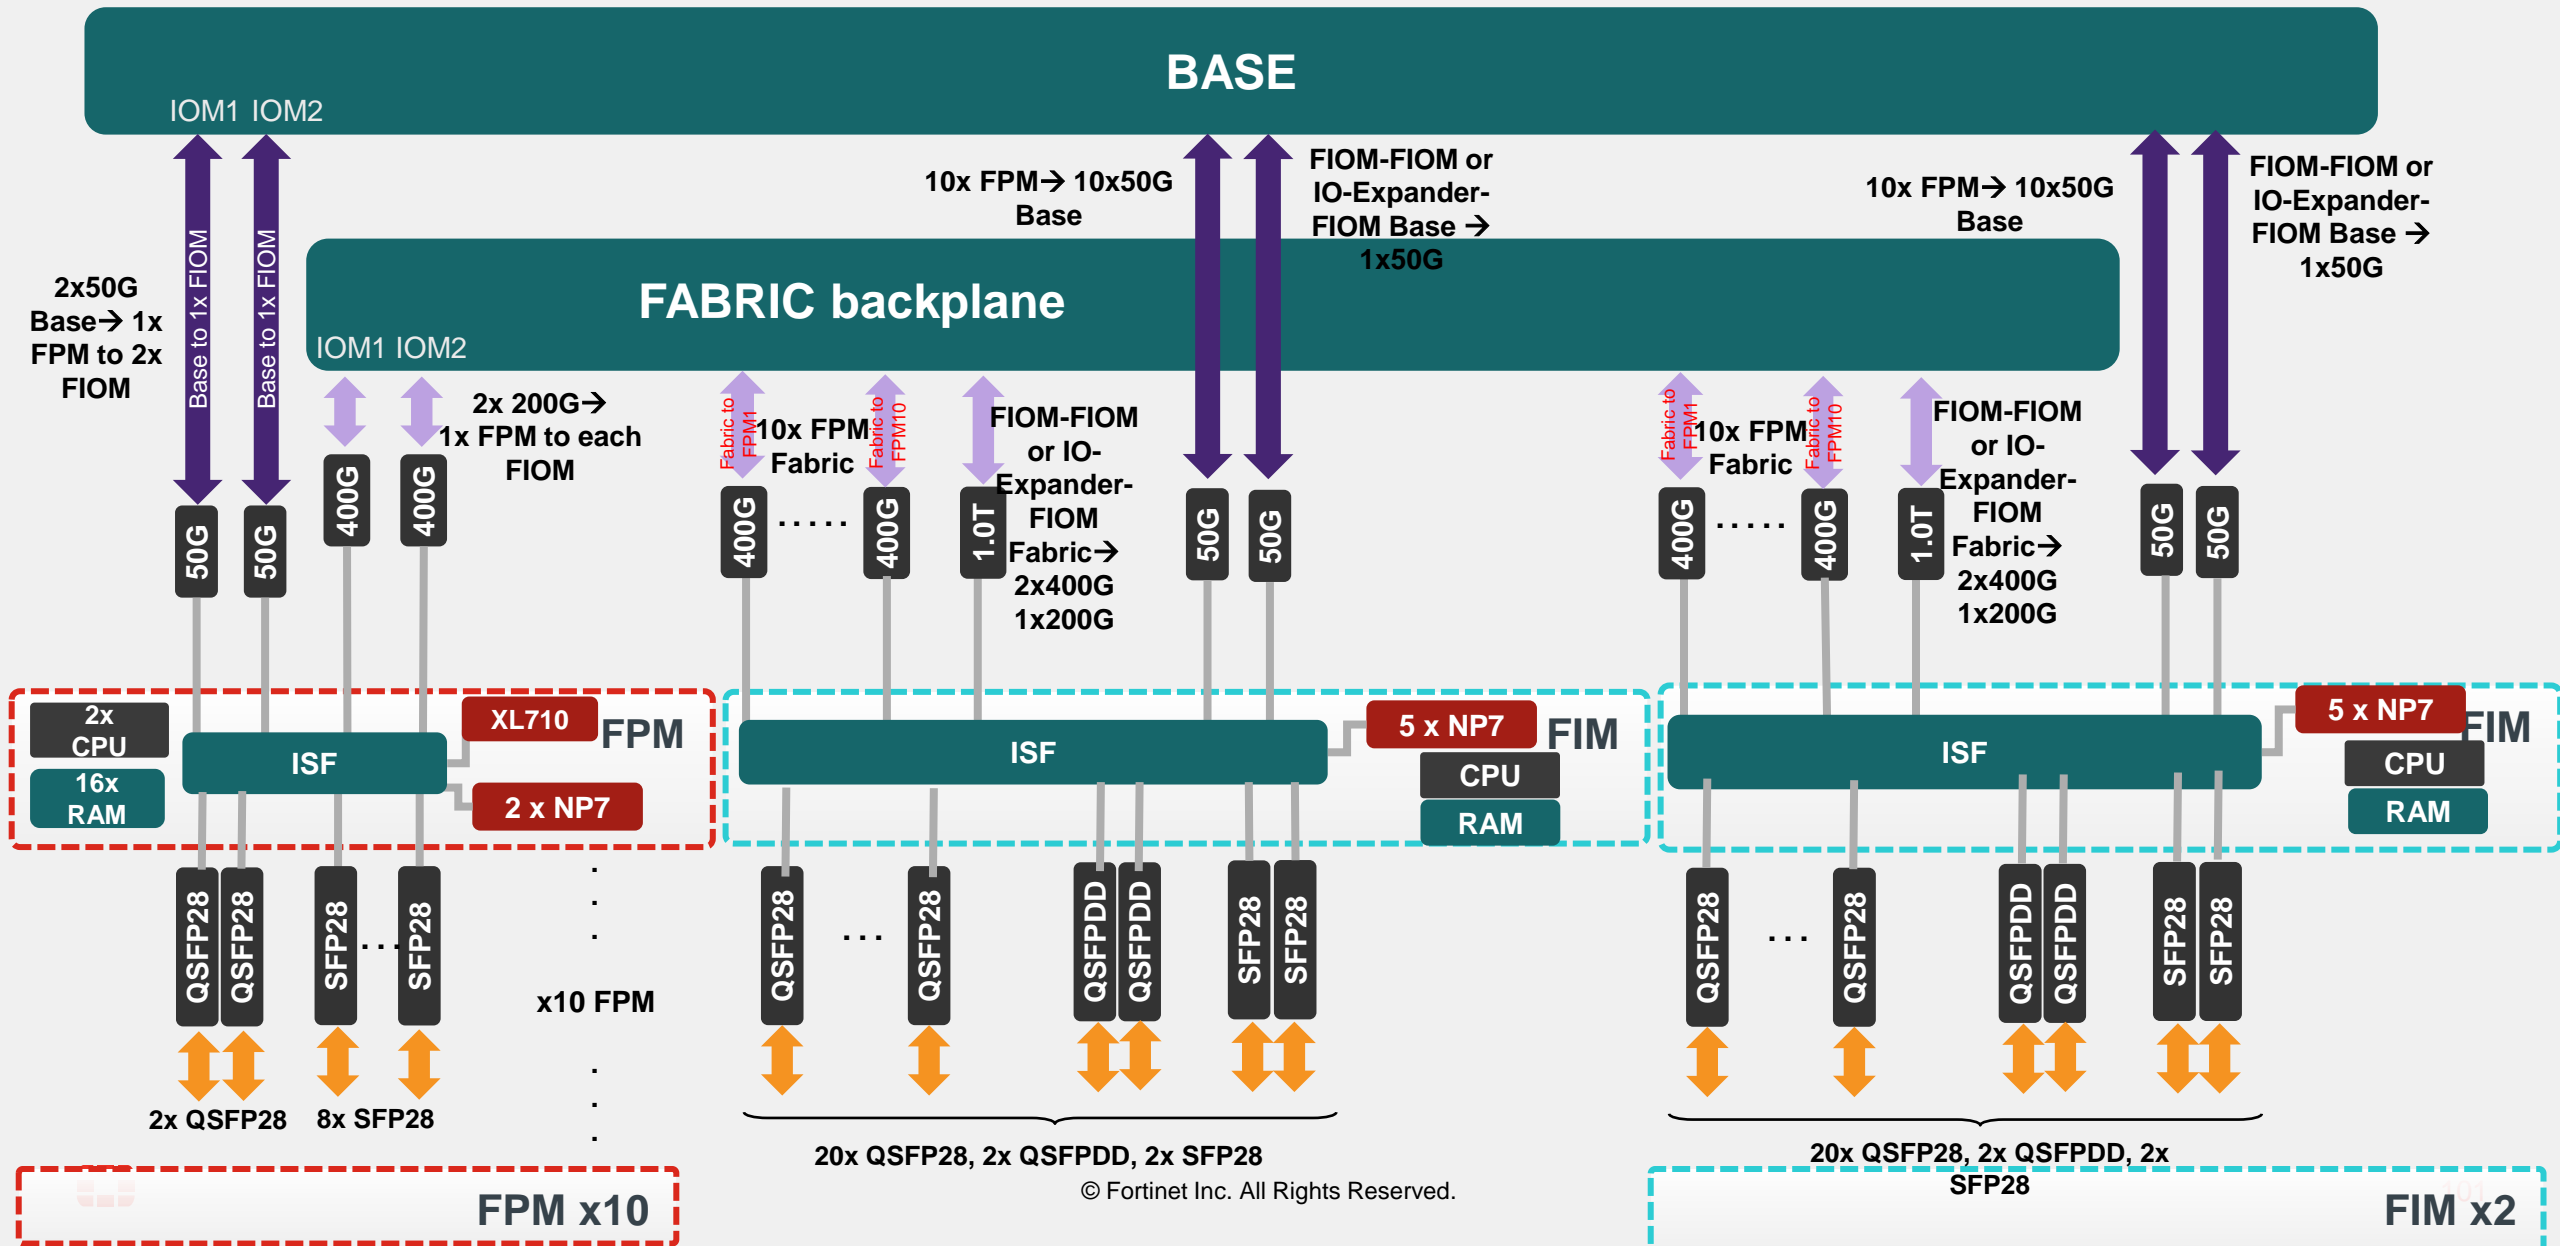 BASE
IOM1 IOM2
Base to 1x FIOM
Base to 1x FIOM
2x50G
Base→ 1x
FPM to 2x
FIOM
10x FPM→ 10x50G
Base
FIOM-FIOM or
IO-Expander-
FIOM Base →
1x50G
10x FPM→ 10x50G
Base
FIOM-FIOM or
IO-Expander-
FIOM Base →
1x50G
FABRIC backplane
IOM1 IOM2
2x 200G→
1x FPM to each
FIOM
Fabric to
FPM1
10x FPM
Fabric
Fabric to
FPM10
FIOM-FIOM
or IO-
Expander-
FIOM
Fabric→
2x400G
1x200G
Fabric to
FPM1
10x FPM
Fabric
Fabric to
FPM10
FIOM-FIOM
or IO-
Expander-
FIOM
Fabric→
2x400G
1x200G
50G
50G
400G
400G
400G
.....
400G
1.0T
50G
50G
400G
.....
400G
1.0T
50G
50G
2x
CPU
16x
RAM
ISF
XL710
2 x NP7
FPM
ISF
5 x NP7
CPU
RAM
FIM
ISF
5 x NP7
CPU
RAM
FIM
QSFP28
QSFP28
SFP28
...
SFP28
x10 FPM
QSFP28
...
QSFP28
QSFPDD
QSFPDD
SFP28
SFP28
QSFP28
...
QSFP28
QSFPDD
QSFPDD
SFP28
SFP28
2x QSFP28
8x SFP28
20x QSFP28, 2x QSFPDD, 2x SFP28
20x QSFP28, 2x QSFPDD, 2x
SFP28
© Fortinet Inc. All Rights Reserved.
101
FPM x10
FIM x2